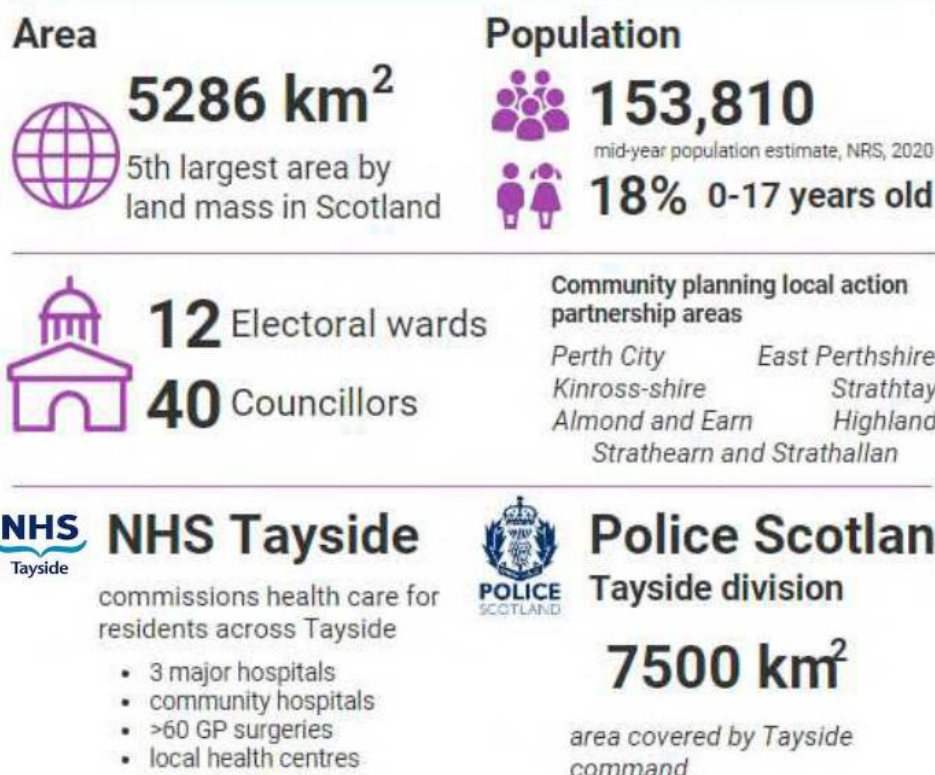 Area
5286 km²
5th largest area by
land mass in Scotland
Population
153,810
mid-year population estimate, NRS, 2020
18% 0-17 years old
12 Electoral wards
40 Councillors
Community planning local action
partnership areas
Perth City East Perthshire
Kinross-shire Strathtay
Almond and Earn Highland
Strathearn and Strathallan
NHS
Tayside
NHS Tayside
commissions health care for
residents across Tayside
• 3 major hospitals
• community hospitals
• >60 GP surgeries
• local health centres
POLICE
SCOTLAND
Police Scotlan
Tayside division
7500 km²
area covered by Tayside
command